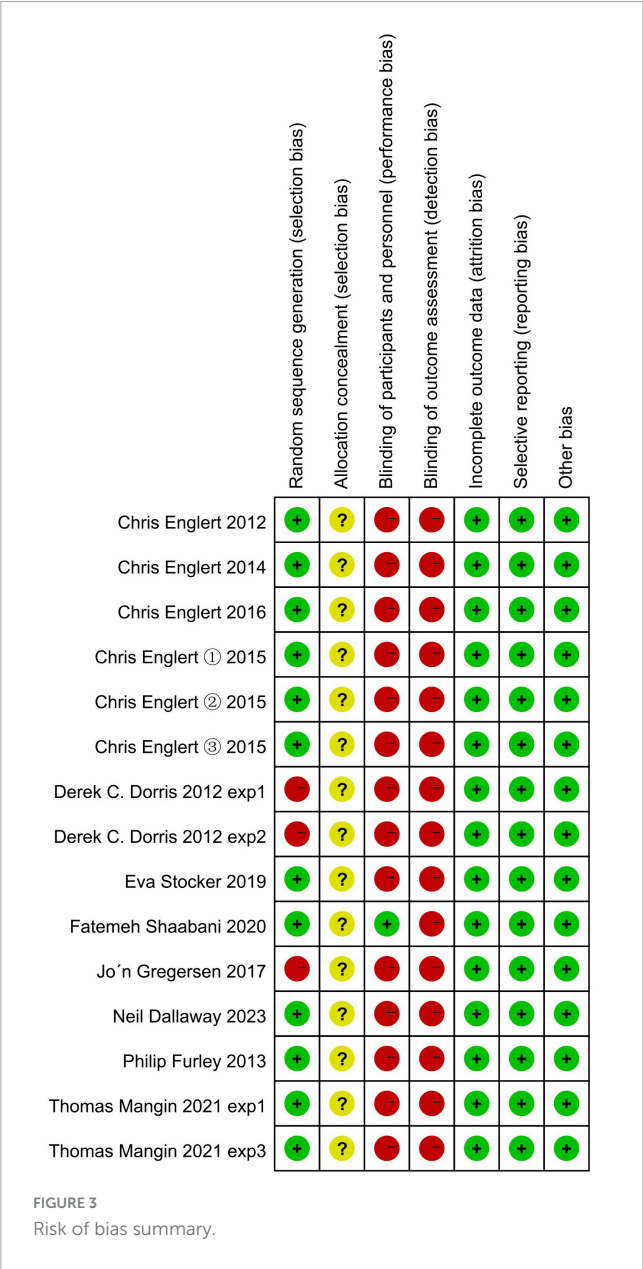 Random sequence generation (selection bias)
Allocation concealment (selection bias)
Blinding of participants and personnel (performance bias)
Blinding of outcome assessment (detection bias)
Incomplete outcome data (attrition bias)
Selective reporting (reporting bias)
Other bias
Chris Englert 2012 + ? - - + + +
Chris Englert 2014 + ? - - + + +
Chris Englert 2016 + ? - - + + +
Chris Englert ① 2015 + ? - - + + +
Chris Englert ② 2015 + ? - - + + +
Chris Englert ③ 2015 + ? - - + + +
Derek C. Dorris 2012 exp1 - ? - - + + +
Derek C. Dorris 2012 exp2 - ? - - + + +
Eva Stocker 2019 + ? - - + + +
Fatemeh Shaabani 2020 + ? + - + + +
Jo´n Gregersen 2017 - ? - - + + +
Neil Dallaway 2023 + ? - - + + +
Philip Furley 2013 + ? - - + + +
Thomas Mangin 2021 exp1 + ? - - + + +
Thomas Mangin 2021 exp3 + ? - - + + +
FIGURE 3
Risk of bias summary.